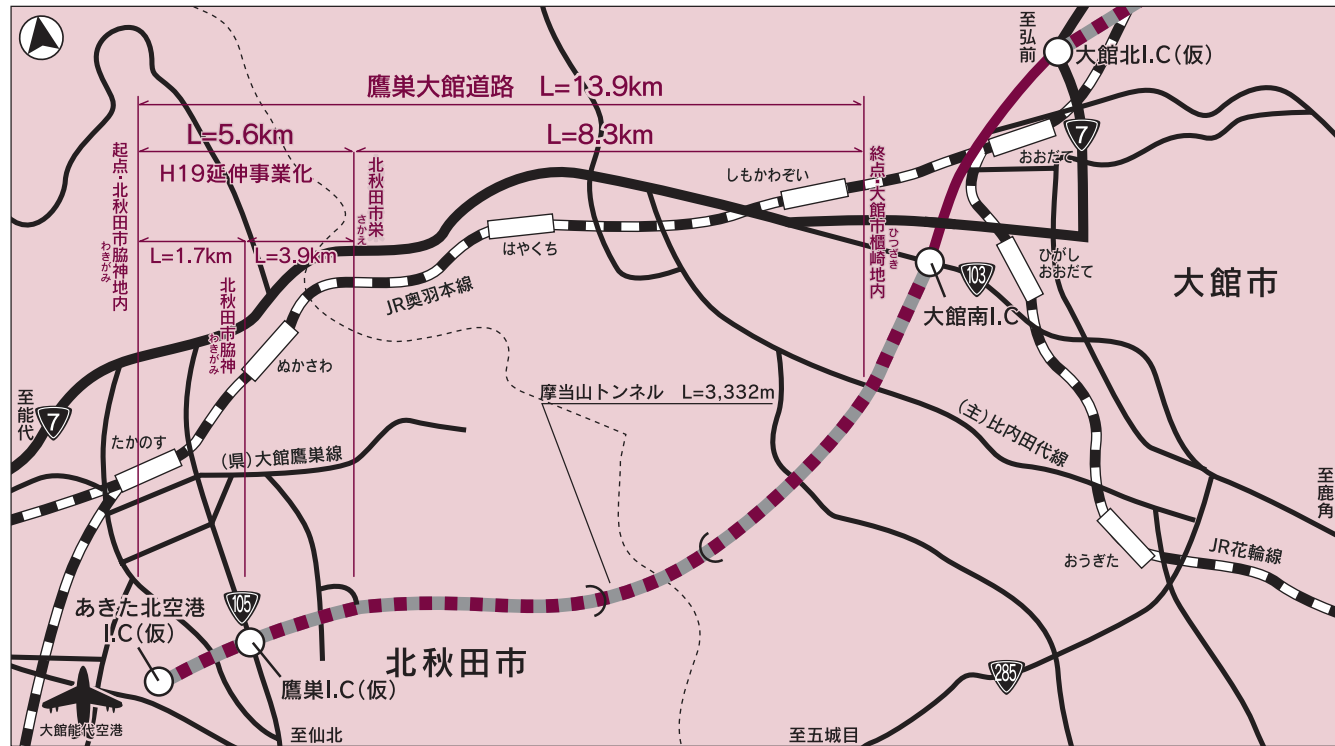 至弘前
大館北I.C(仮)
鷹巣大館道路 L=13.9km
L=5.6km
L=8.3km
H19延伸事業化
起点・北秋田市脇神地内
わきがみ
北秋田市栄
さかえ
終点・大館市櫃崎地内
ひつざき
L=1.7km
L=3.9km
北秋田市脇神
わきがみ
7
おおだて
しもかわぞい
はやくち
JR奥羽本線
ひがし
おおだて
103
大館市
大館南I.C
ぬかさわ
至能代
7
たかのす
(県)大館鷹巣線
摩当山トンネル L=3,332m
(主)比内田代線
至鹿角
おうぎた
JR花輪線
あきた北空港
I.C(仮)
105
北秋田市
鷹巣I.C(仮)
285
大館能代空港
至仙北
至五城目